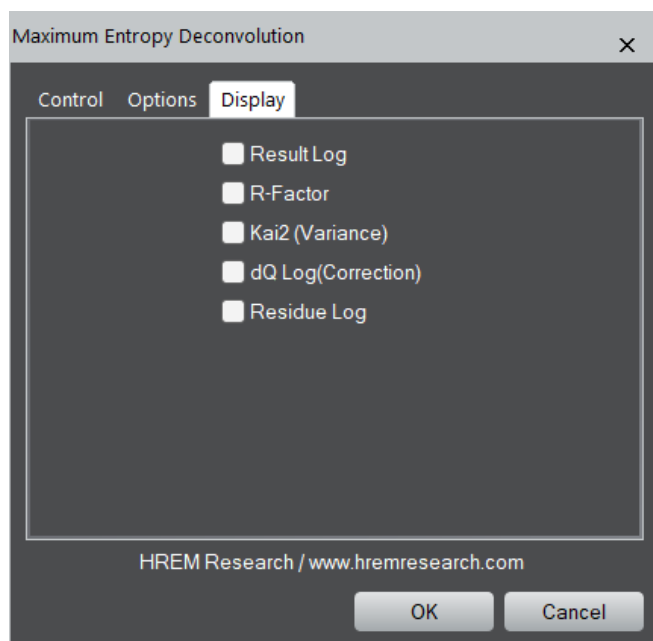 Maximum Entropy Deconvolution
Control Options Display
Result Log
R-Factor
Kai2 (Variance)
dQ Log(Correction)
Residue Log
HREM Research / www.hremresearch.com
OK Cancel